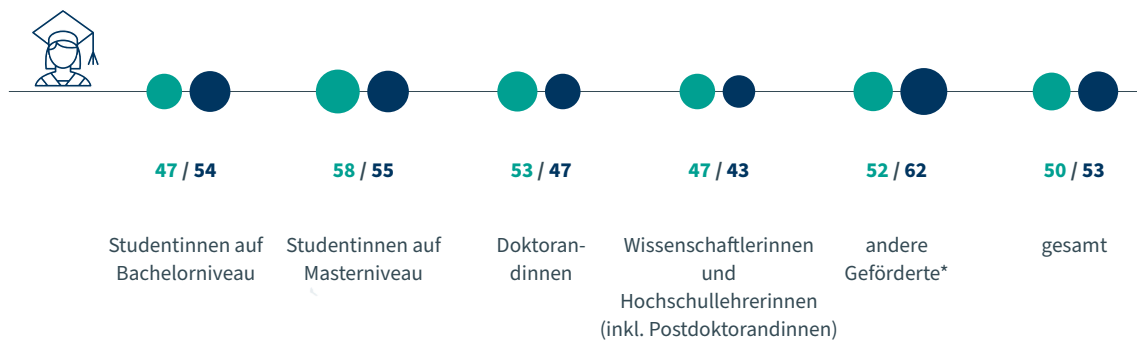 47 / 54
58 / 55
53 / 47
47 / 43
52 / 62
50 / 53
Studentinnen auf
Bachelorniveau
Studentinnen auf
Masterniveau
Doktoran-
dinnen
Wissenschaftlerinnen
und
Hochschullehrerinnen
(inkl. Postdoktorandinnen)
andere
Geförderte*
gesamt